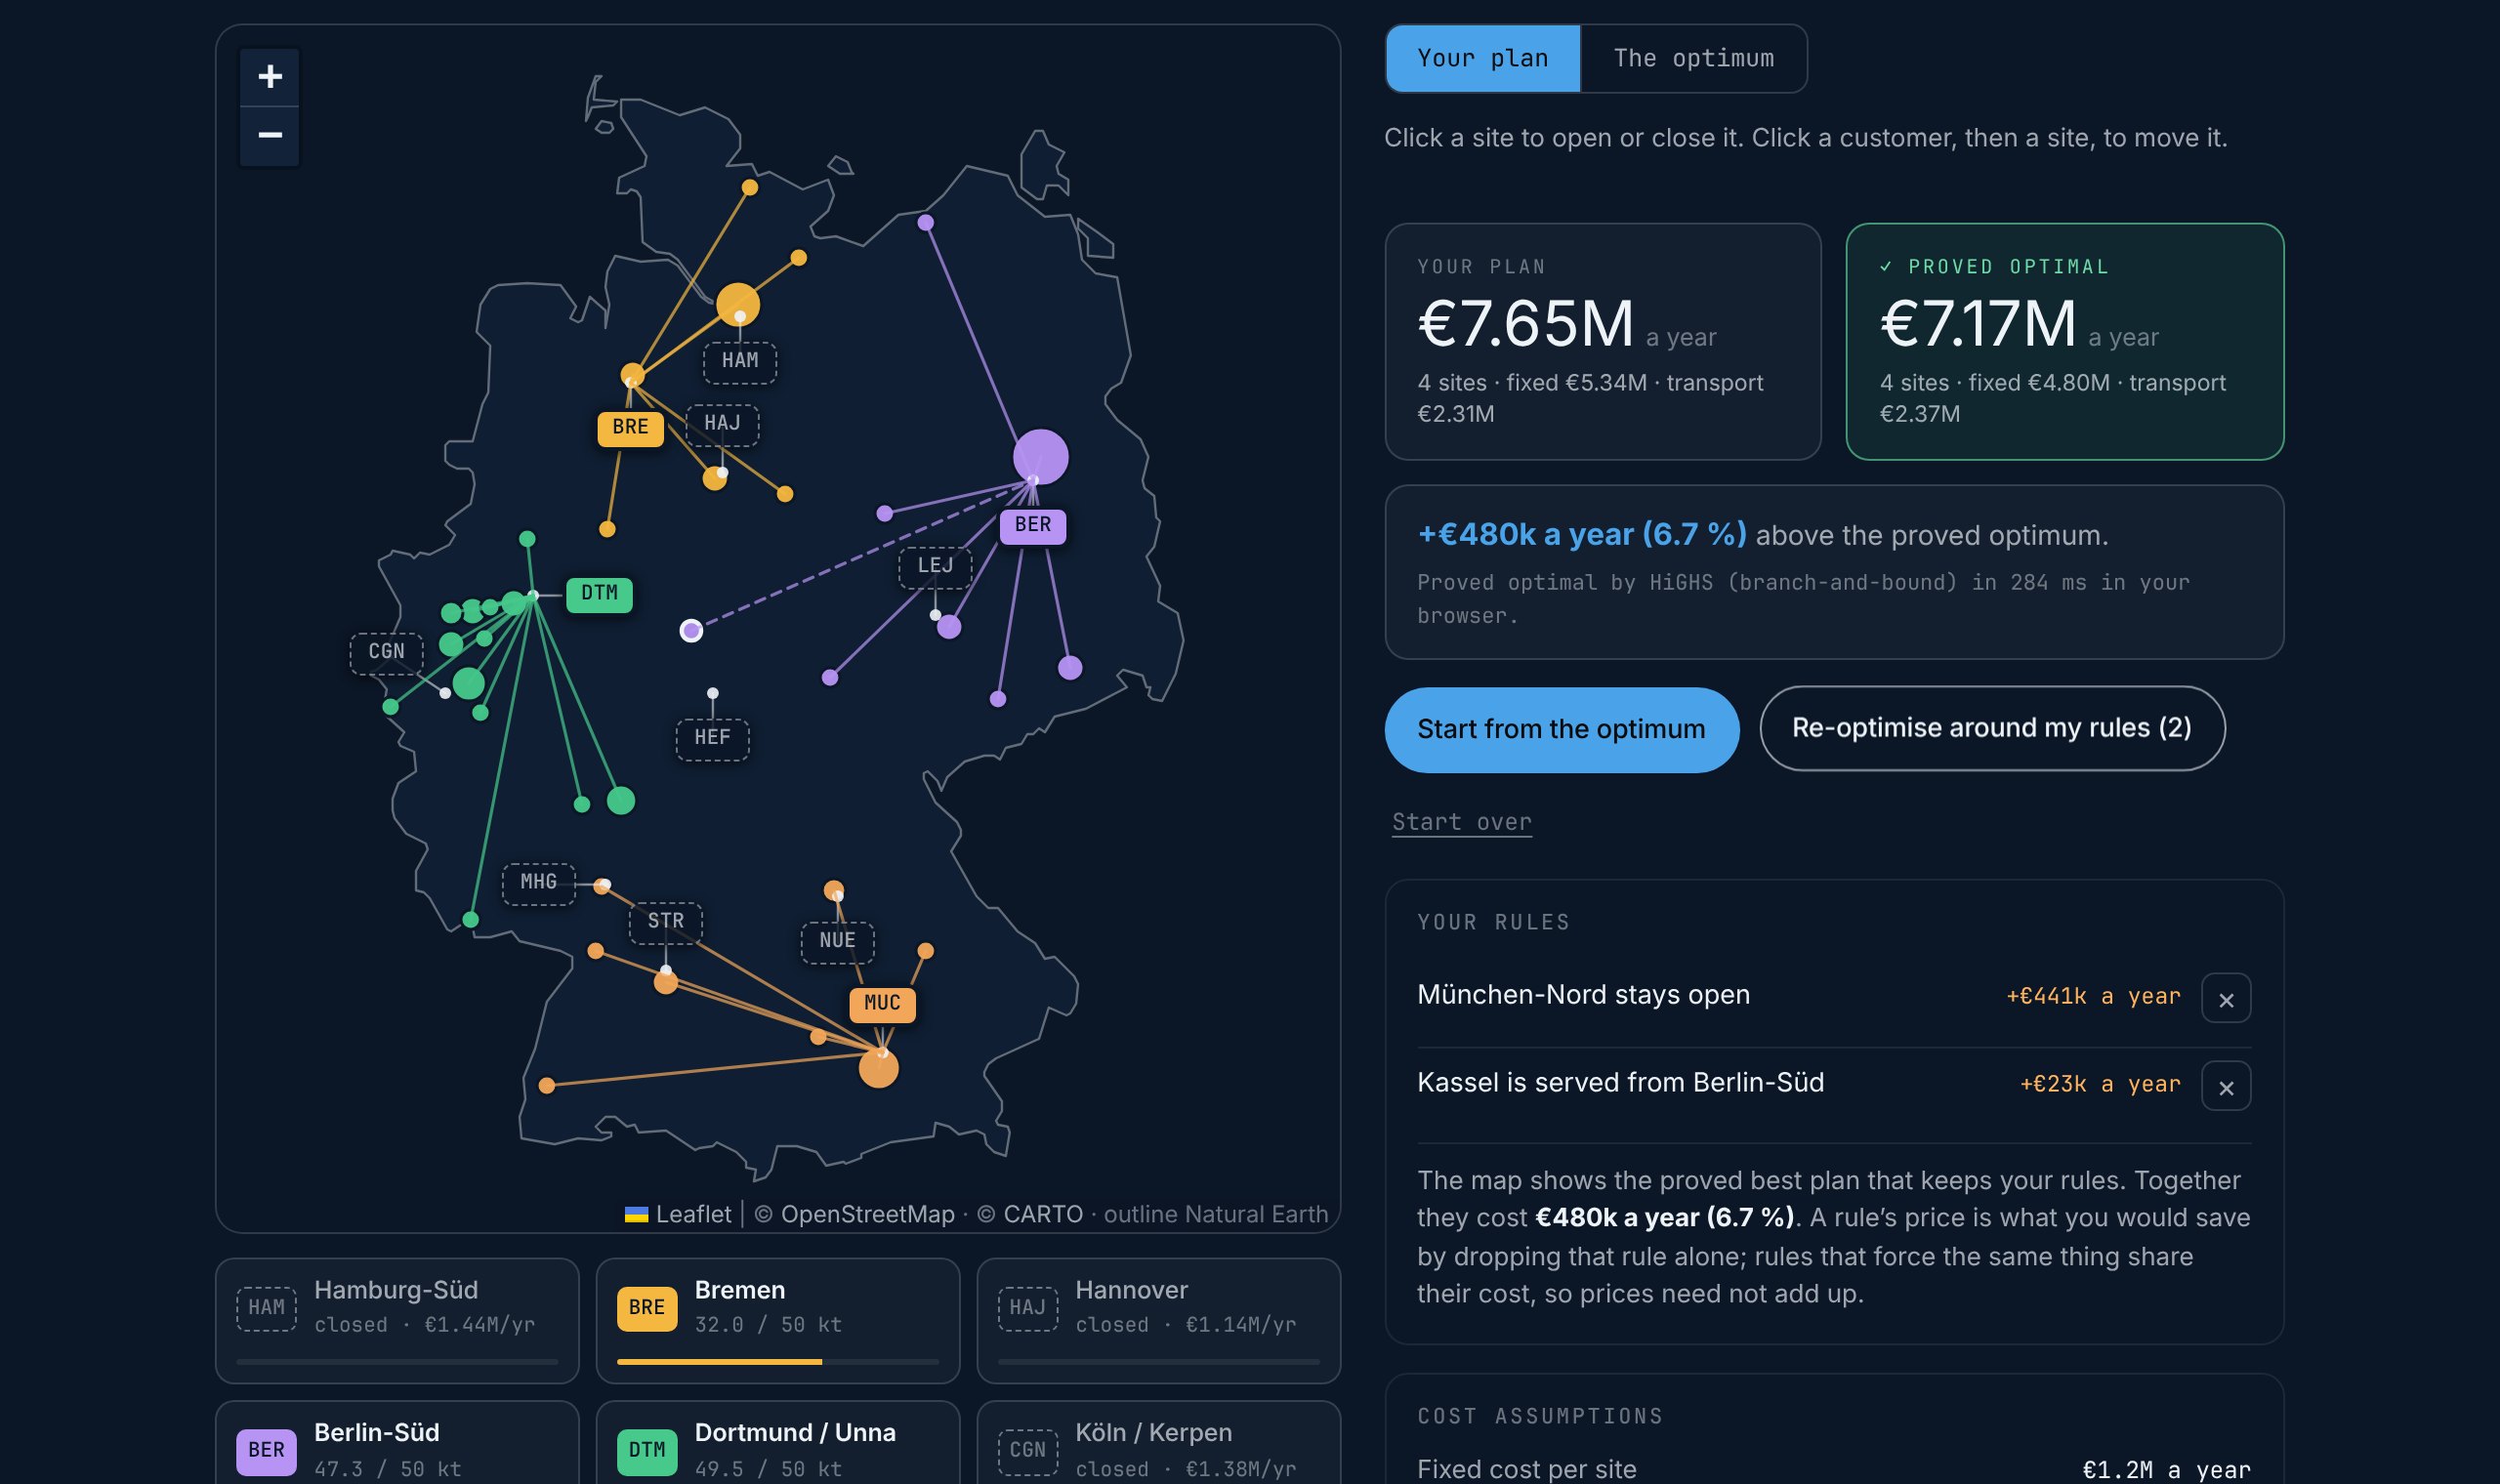 +
−
HAM
BRE
HAJ
BER
LEJ
DTM
CGN
HEF
MHG
STR
NUE
MUC
Leaflet | © OpenStreetMap · © CARTO · outline Natural Earth
HAM
Hamburg-Süd
closed · €1.44M/yr
BRE
Bremen
32.0 / 50 kt
HAJ
Hannover
closed · €1.14M/yr
BER
Berlin-Süd
47.3 / 50 kt
DTM
Dortmund / Unna
49.5 / 50 kt
CGN
Köln / Kerpen
closed · €1.38M/yr
Your plan
The optimum
Click a site to open or close it. Click a customer, then a site, to move it.
YOUR PLAN
€7.65M a year
4 sites · fixed €5.34M · transport
€2.31M
✓ PROVED OPTIMAL
€7.17M a year
4 sites · fixed €4.80M · transport
€2.37M
+€480k a year (6.7 %) above the proved optimum.
Proved optimal by HiGHS (branch-and-bound) in 284 ms in your
browser.
Start from the optimum
Re-optimise around my rules (2)
Start over
YOUR RULES
München-Nord stays open +€441k a year ×
Kassel is served from Berlin-Süd +€23k a year ×
The map shows the proved best plan that keeps your rules. Together
they cost €480k a year (6.7 %). A rule’s price is what you would save
by dropping that rule alone; rules that force the same thing share
their cost, so prices need not add up.
COST ASSUMPTIONS
Fixed cost per site €1.2M a year